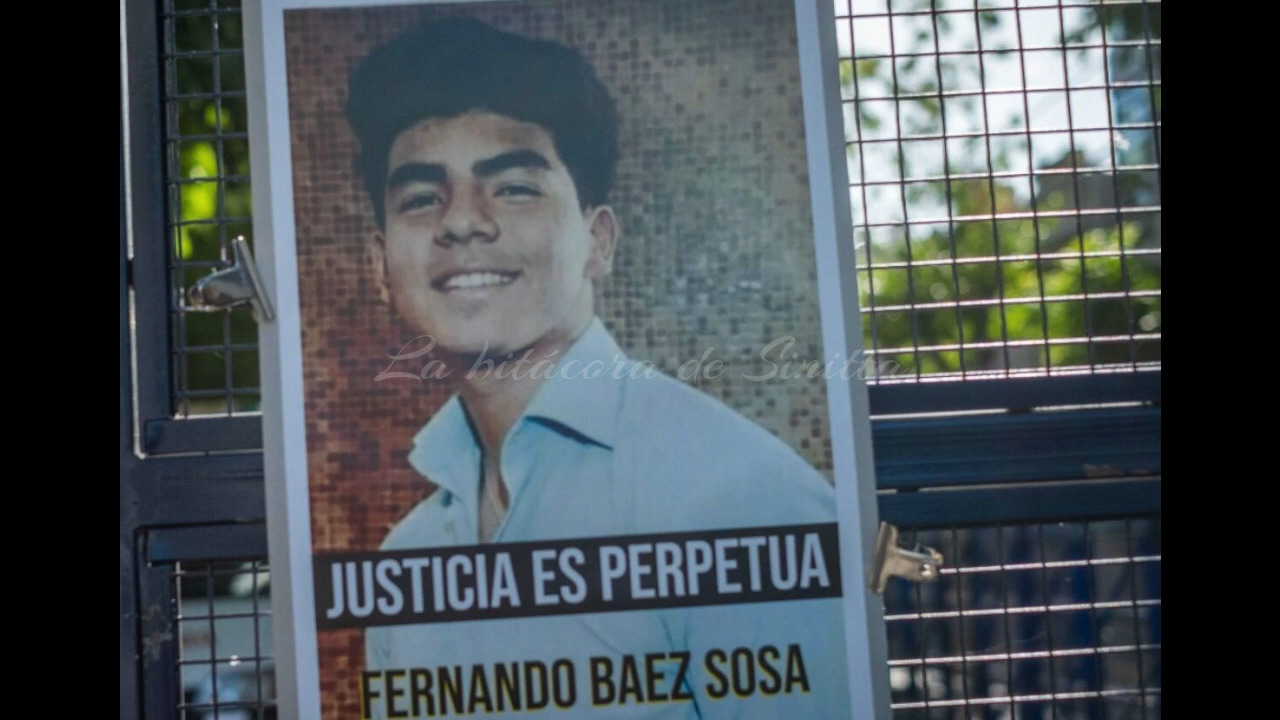 La bitácora de Sinitia
JUSTICIA ES PERPETUA
FERNANDO BAEZ SOSA